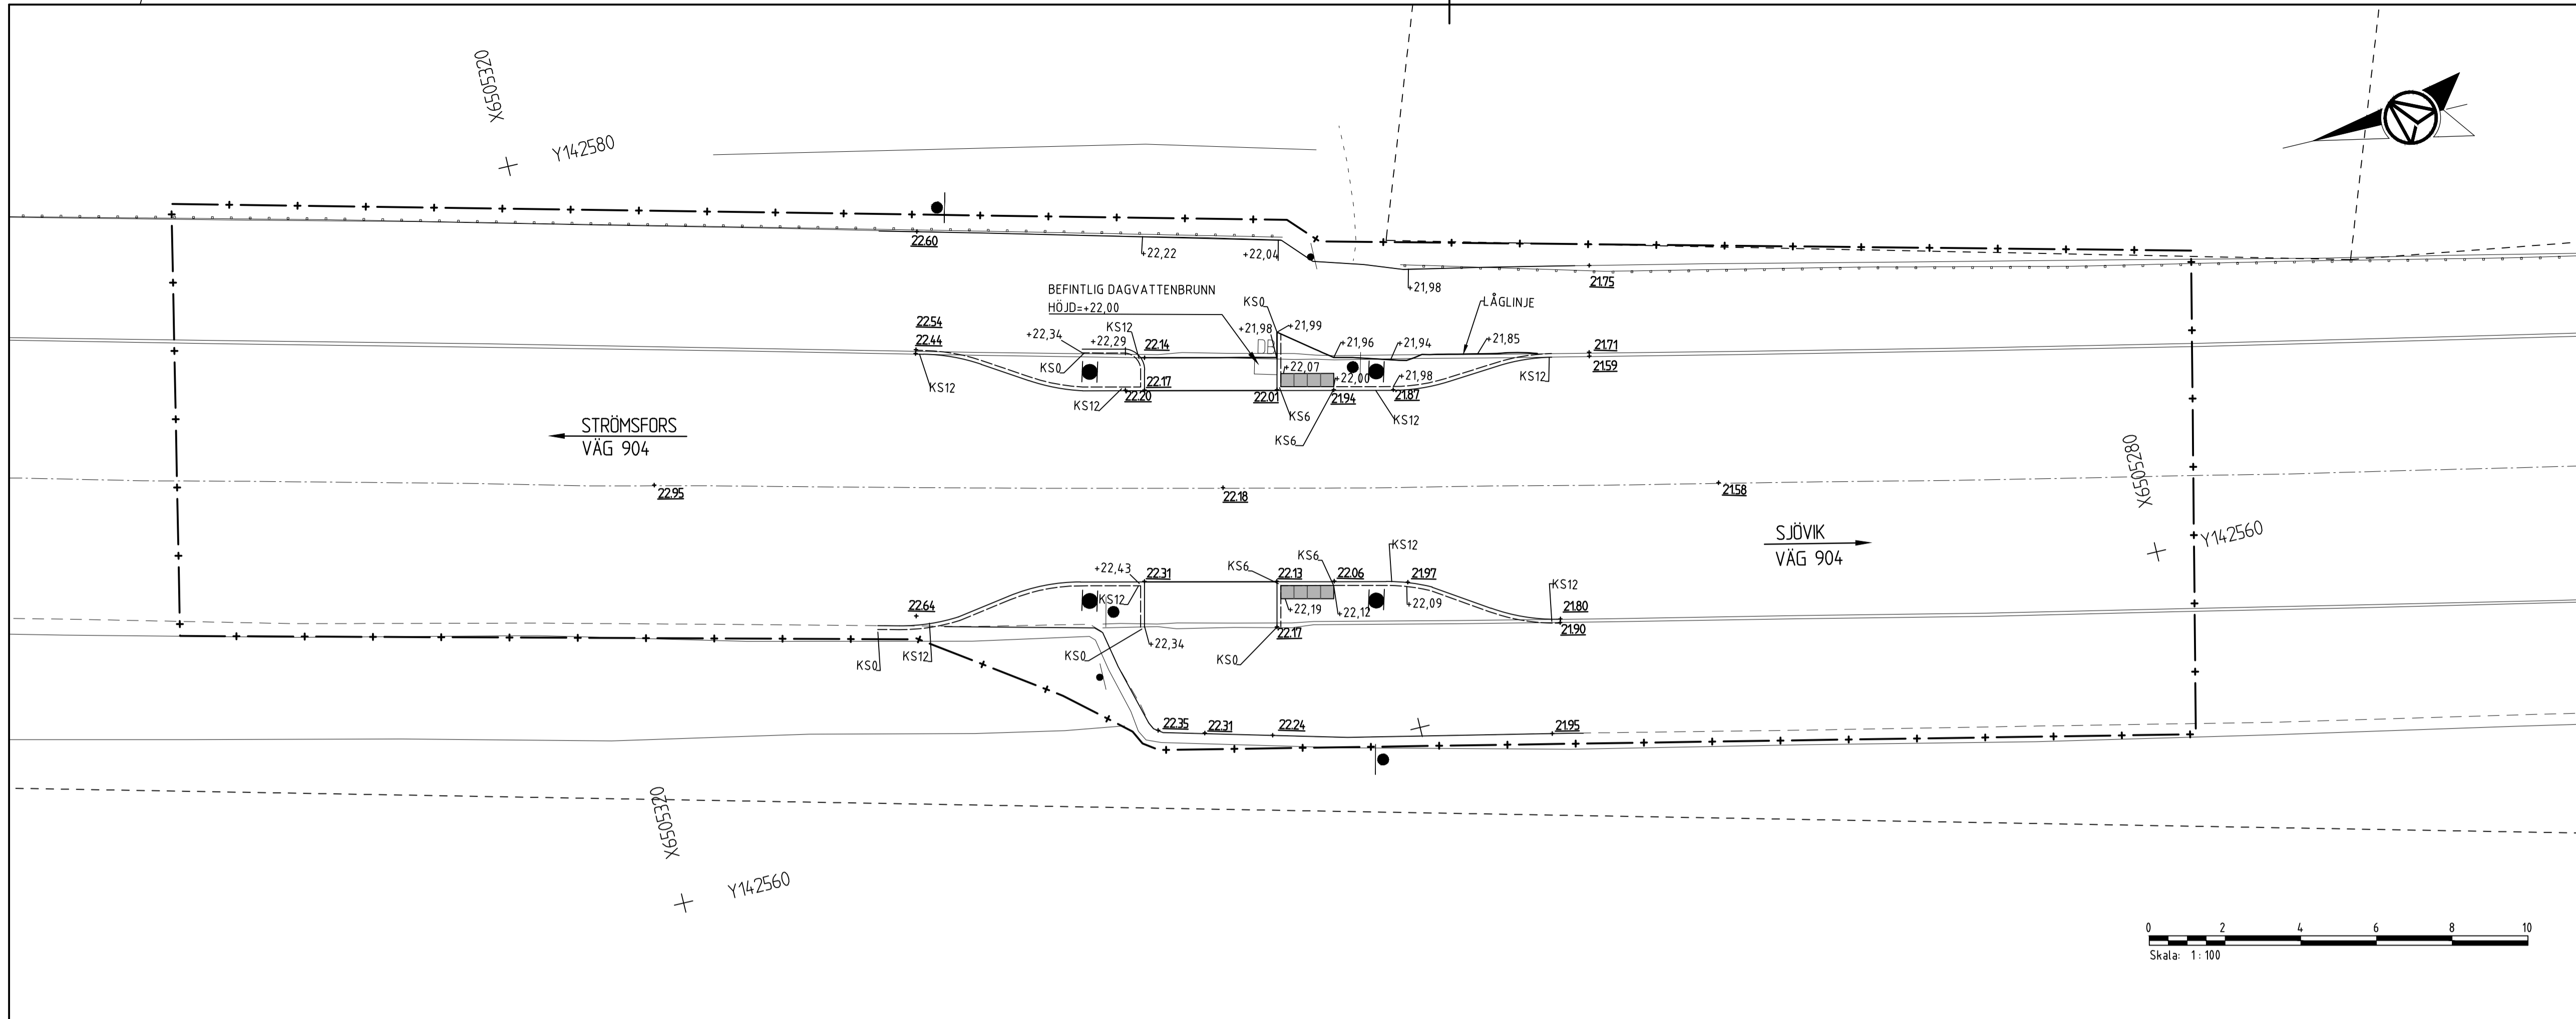 X6505320
Y142580
22.60
+22,22
+22,04
+21,98
21.75
BEFINTLIG DAGVATTENBRUNN
HÖJD=+22,00
KS0
LÅGLINJE
22.54
22.44
+22,34
KS12
+22,29
22.14
+21,98
+21,99
DB
+21,96
+21,94
+21,85
21.71
21.59
KS12
KS0
22.17
+22,07
+22,00
+21,98
KS12
KS12
22.20
22.01
21.94
21.87
KS6
KS12
KS6
STRÖMSFORS
VÄG 904
22.95
22.18
21.58
X6505280
Y142560
SJÖVIK
VÄG 904
KS12
KS6
KS6
+22,43
22.31
22.13
22.06
21.97
KS12
KS12
22.64
+22,19
+22,12
+22,09
21.80
21.90
22.17
+22,34
KS0
KS12
KS0
KS0
22.35
22.31
22.24
21.95
X6505320
Y142560
0 2 4 6 8 10
Skala: 1:100